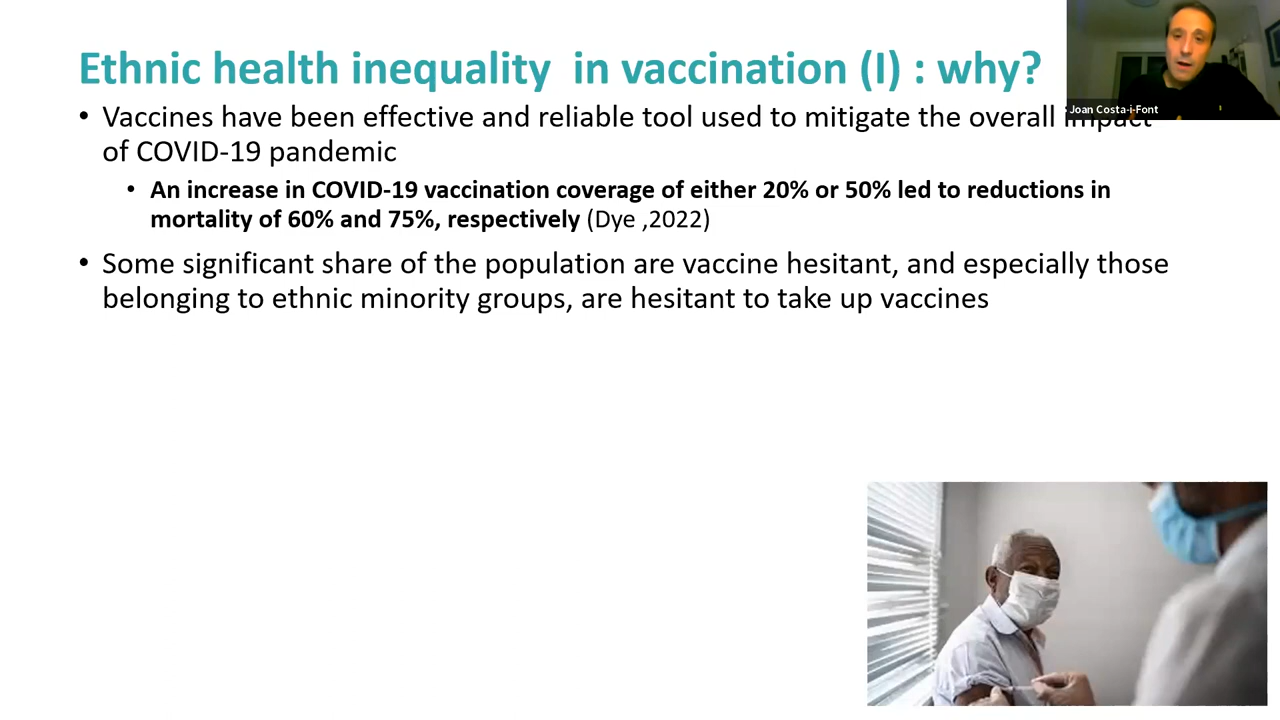 Ethnic health inequality in vaccination (I) : why?
Joan Costa-i-Font
• Vaccines have been effective and reliable tool used to mitigate the overall impact
of COVID-19 pandemic
• An increase in COVID-19 vaccination coverage of either 20% or 50% led to reductions in
mortality of 60% and 75%, respectively (Dye ,2022)
• Some significant share of the population are vaccine hesitant, and especially those
belonging to ethnic minority groups, are hesitant to take up vaccines